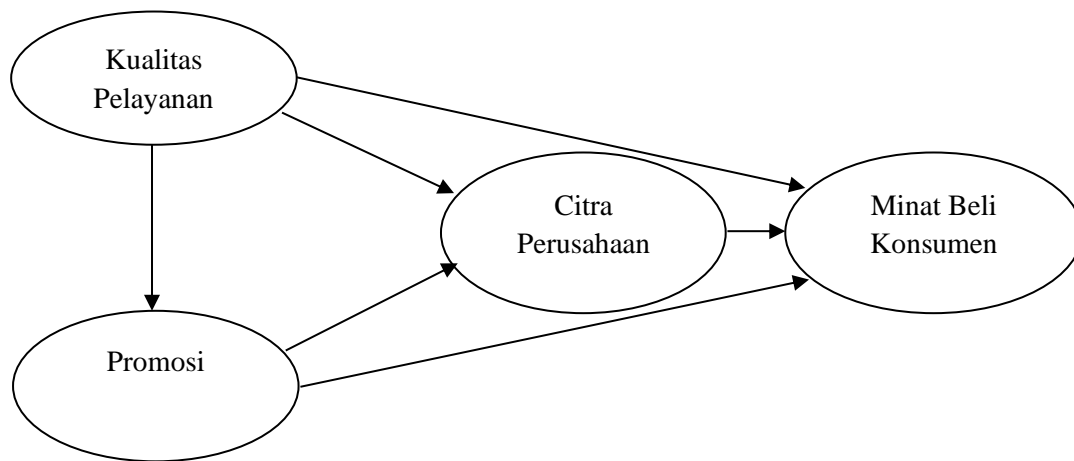 Kualitas
Pelayanan
Citra
Perusahaan
Minat Beli
Konsumen
Promosi